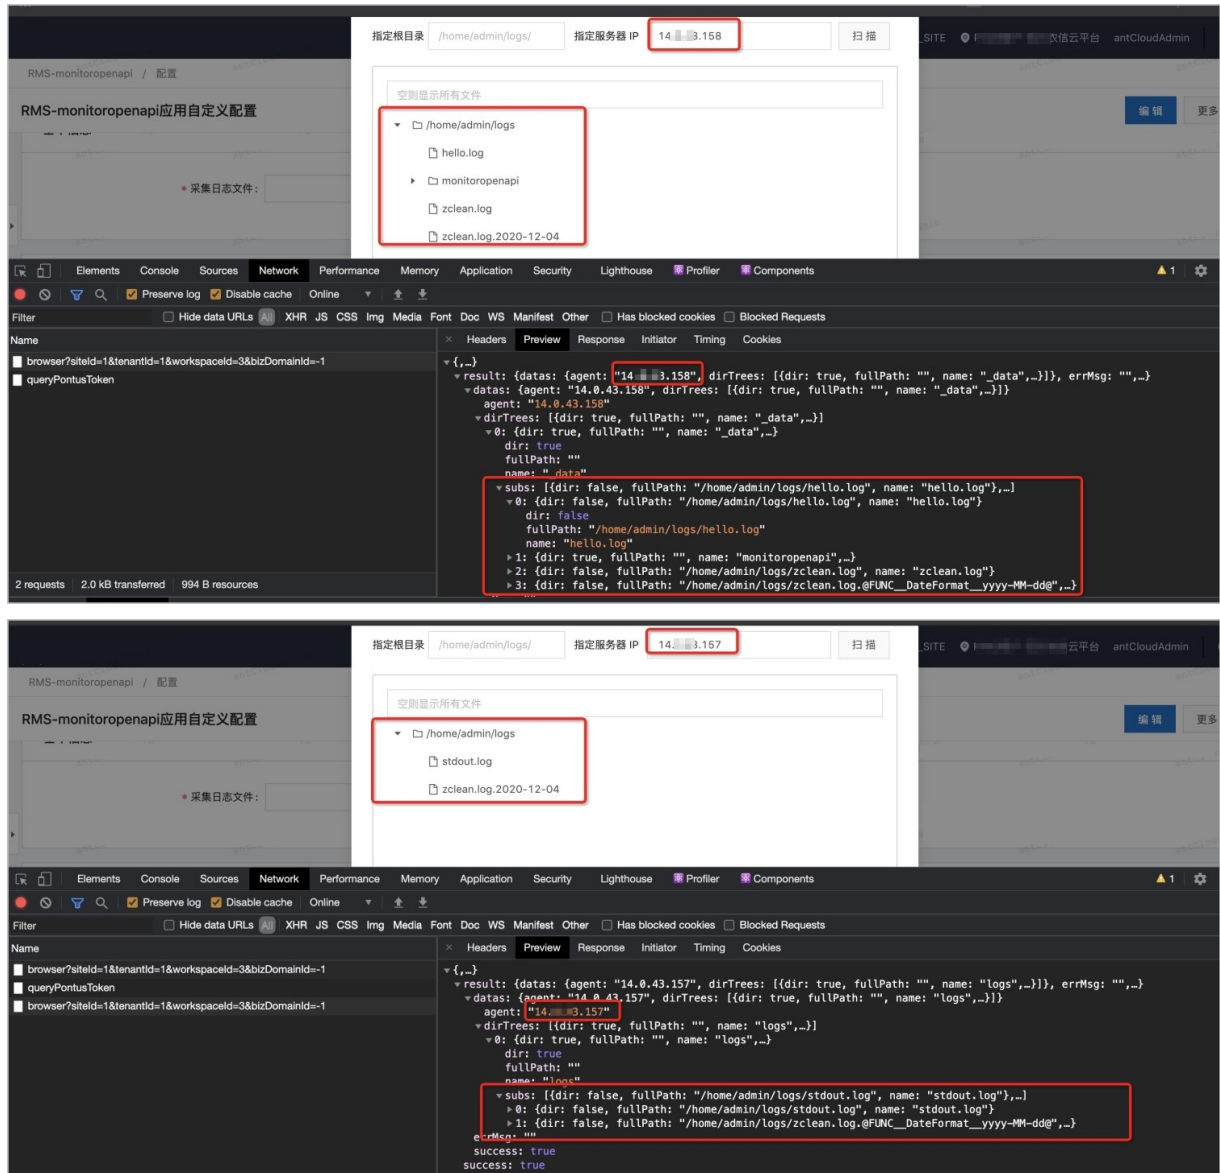 指定根目录 /home/admin/logs/ 指定服务器 IP 14 3.158 扫 描
_SITE 农信云平台 antCloudAdmin
RMS-monitoropenapi / 配置
空则显示所有文件
RMS-monitoropenapi应用自定义配置 编 辑 更多
/home/admin/logs
hello.log
monitoropenapi
* 采集日志文件:
zclean.log
zclean.log.2020-12-04
Elements Console Sources Network Performance Memory Application Security Lighthouse Profiler Components 1
Preserve log Disable cache Online
Filter Hide data URLs All XHR JS CSS Img Media Font Doc WS Manifest Other Has blocked cookies Blocked Requests
Name × Headers Preview Response Initiator Timing Cookies
browser?siteId=1&tenantId=1&workspaceId=3&bizDomainId=-1
queryPontusToken
{,…}
result: {datas: {agent: "14 3.158", dirTrees: [{dir: true, fullPath: "", name: "_data",…}]}, errMsg: "",…}
datas: {agent: "14.0.43.158", dirTrees: [{dir: true, fullPath: "", name: "_data",…}]}
agent: "14.0.43.158"
dirTrees: [{dir: true, fullPath: "", name: "_data",…}]
0: {dir: true, fullPath: "", name: "_data",…}
dir: true
fullPath: ""
name: "_data"
subs: [{dir: false, fullPath: "/home/admin/logs/hello.log", name: "hello.log"},…]
0: {dir: false, fullPath: "/home/admin/logs/hello.log", name: "hello.log"}
dir: false
fullPath: "/home/admin/logs/hello.log"
name: "hello.log"
1: {dir: true, fullPath: "", name: "monitoropenapi",…}
2: {dir: false, fullPath: "/home/admin/logs/zclean.log", name: "zclean.log"}
3: {dir: false, fullPath: "/home/admin/logs/zclean.log.@FUNC__DateFormat__yyyy-MM-dd@",…}
2 requests 2.0 kB transferred 994 B resources
指定根目录 /home/admin/logs/ 指定服务器 IP 14. 3.157 扫 描
_SITE 云平台 antCloudAdmin
RMS-monitoropenapi / 配置
空则显示所有文件
RMS-monitoropenapi应用自定义配置 编 辑 更多
/home/admin/logs
stdout.log
zclean.log.2020-12-04
* 采集日志文件:
Elements Console Sources Network Performance Memory Application Security Lighthouse Profiler Components 1
Preserve log Disable cache Online
Filter Hide data URLs All XHR JS CSS Img Media Font Doc WS Manifest Other Has blocked cookies Blocked Requests
Name × Headers Preview Response Initiator Timing Cookies
browser?siteId=1&tenantId=1&workspaceId=3&bizDomainId=-1
queryPontusToken
browser?siteId=1&tenantId=1&workspaceId=3&bizDomainId=-1
{,…}
result: {datas: {agent: "14.0.43.157", dirTrees: [{dir: true, fullPath: "", name: "logs",…}]}, errMsg: "",…}
datas: {agent: "14.0.43.157", dirTrees: [{dir: true, fullPath: "", name: "logs",…}]}
agent: "14. 3.157"
dirTrees: [{dir: true, fullPath: "", name: "logs",…}]
0: {dir: true, fullPath: "", name: "logs",…}
dir: true
fullPath: ""
name: "logs"
subs: [{dir: false, fullPath: "/home/admin/logs/stdout.log", name: "stdout.log"},…]
0: {dir: false, fullPath: "/home/admin/logs/stdout.log", name: "stdout.log"}
1: {dir: false, fullPath: "/home/admin/logs/zclean.log.@FUNC__DateFormat__yyyy-MM-dd@",…}
errMsg: ""
success: true
success: true